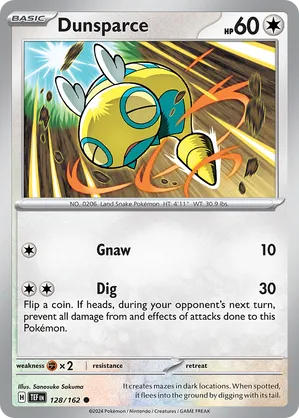 BASIC Dunsparce HP 60
NO. 0206 Land Snake Pokémon HT: 4'11" WT: 30.9 lbs.
Gnaw 10
Dig 30
Flip a coin. If heads, during your opponent's next turn,
prevent all damage from and effects of attacks done to this
Pokémon.
weakness × 2 resistance retreat
Illus. Sanosuke Sakuma
H TEF EN 128/162
It creates mazes in dark locations. When spotted,
it flees into the ground by digging with its tail.
©2024 Pokémon / Nintendo / Creatures / GAME FREAK